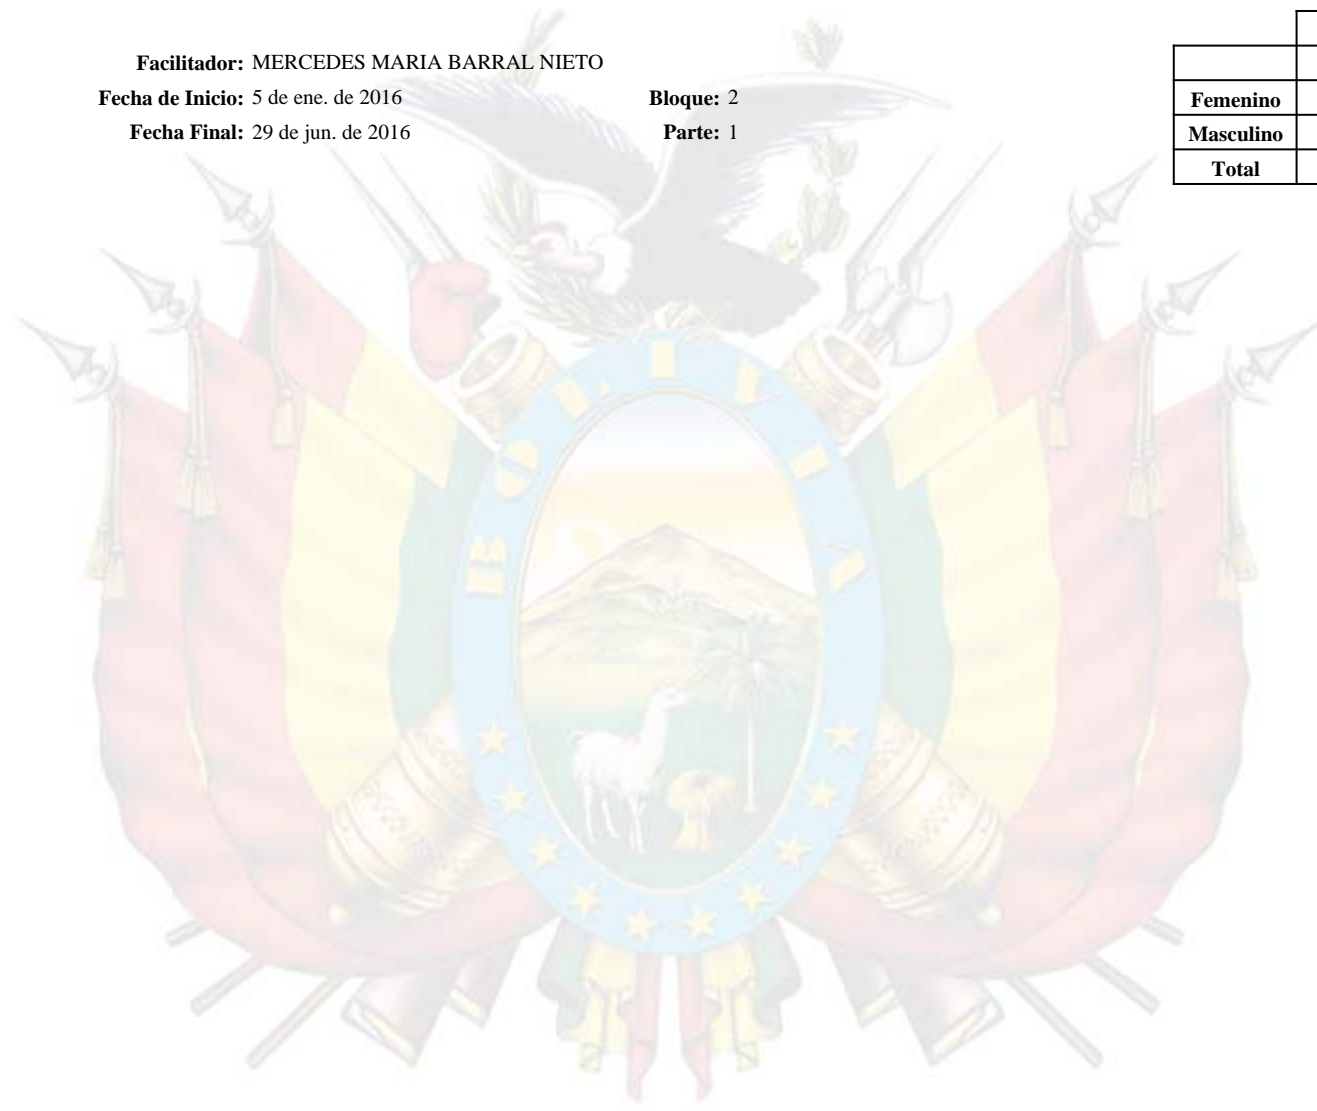 Facilitador: MERCEDES MARIA BARRAL NIETO
Fecha de Inicio: 5 de ene. de 2016 Bloque: 2
Fecha Final: 29 de jun. de 2016 Parte: 1
Femenino
Masculino
Total
BOLIVIA